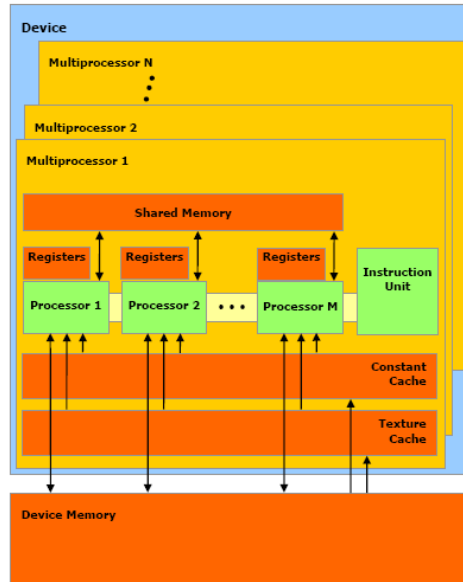 Device
Multiprocessor N
Multiprocessor 2
Multiprocessor 1
Shared Memory
Registers Registers Registers
Processor 1 Processor 2 • • • Processor M
Instruction
Unit
Constant
Cache
Texture
Cache
Device Memory